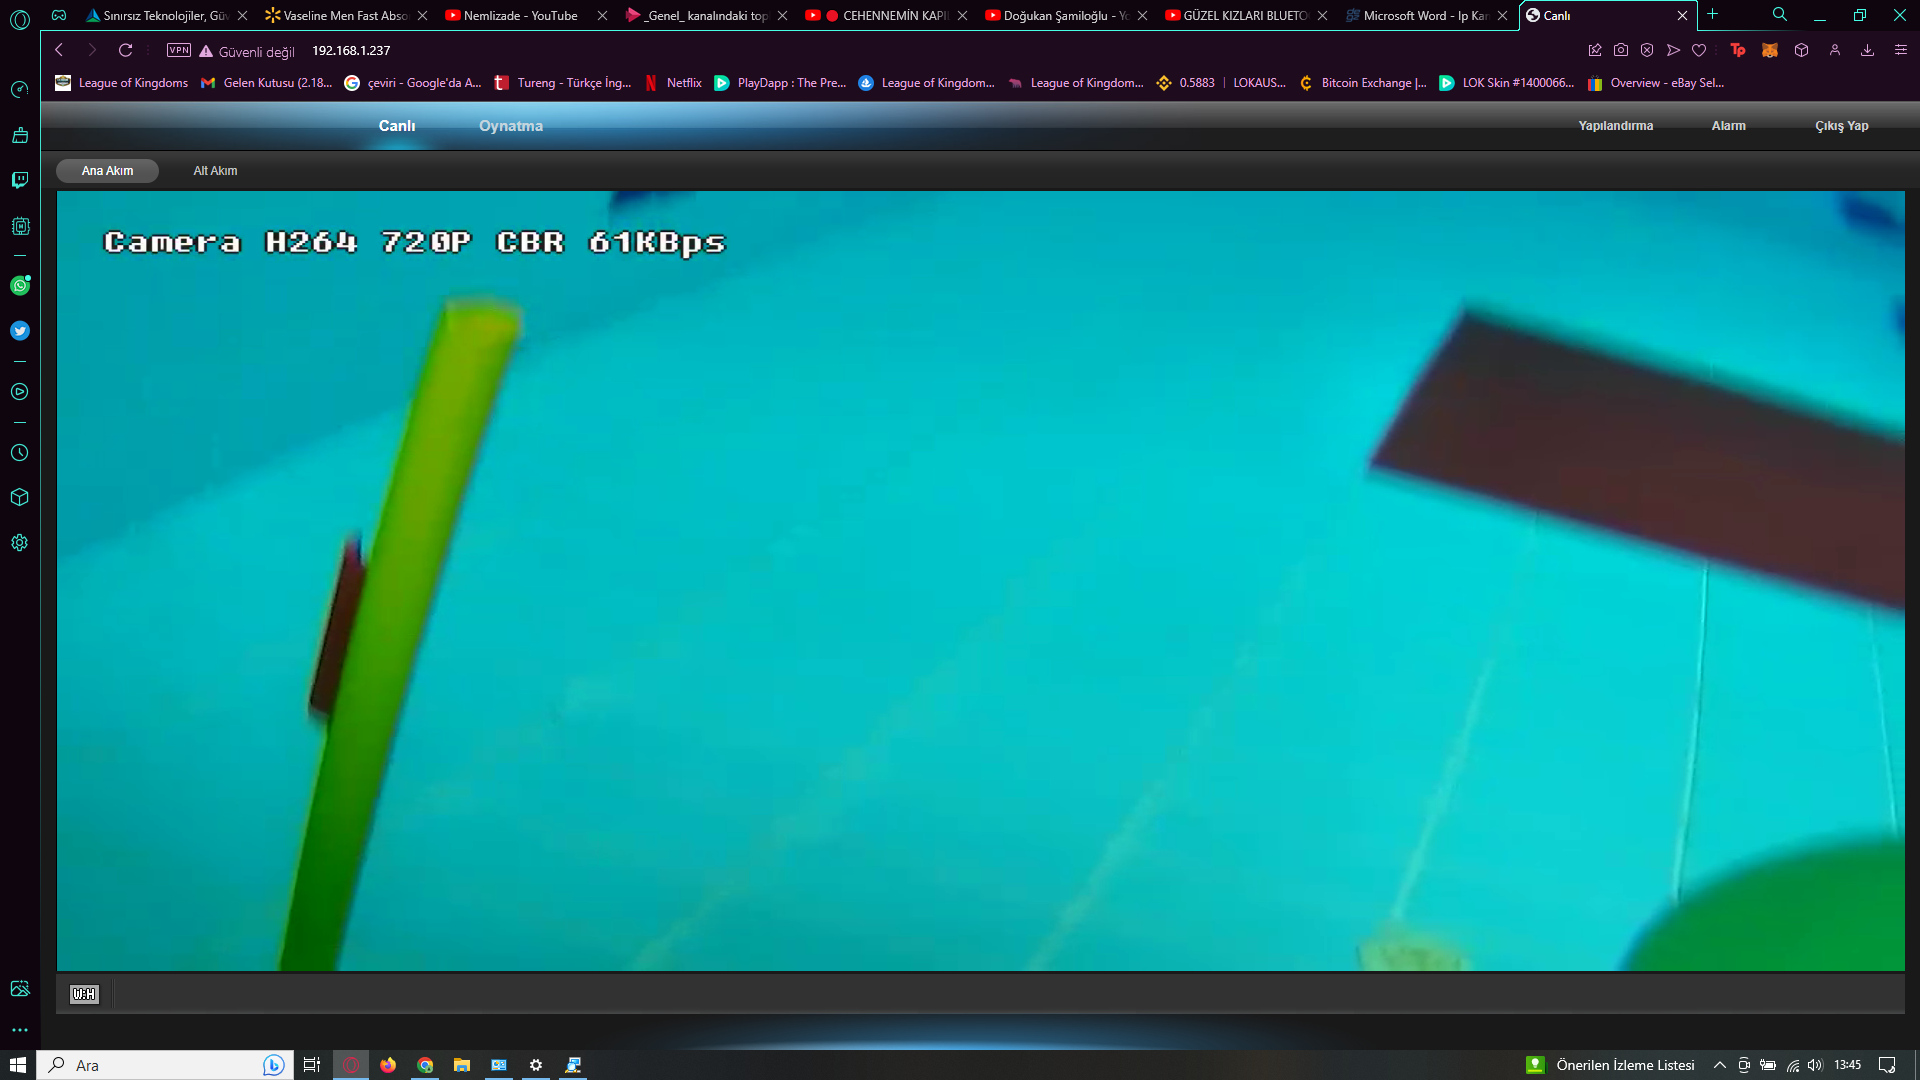 Sınırsız Teknolojiler, Güv
Vaseline Men Fast Abso
Nemlizade - YouTube
_Genel_ kanalındaki top
CEHENNEMİN KAPI
Doğukan Şamiloğlu - Yo
GÜZEL KIZLARI BLUETO
Microsoft Word - Ip Kar
Canlı
VPN
Güvenli değil
192.168.1.237
League of Kingdoms
Gelen Kutusu (2.18...
çeviri - Google'da A...
Tureng - Türkçe İng...
Netflix
PlayDapp : The Pre...
League of Kingdom...
League of Kingdom...
0.5883 | LOKAUS...
Bitcoin Exchange |...
LOK Skin #1400066...
Overview - eBay Sel...
Canlı
Oynatma
Yapılandırma
Alarm
Çıkış Yap
Ana Akım
Alt Akım
Camera H264 720P CBR 61KBps
W:H
Ara
Önerilen İzleme Listesi
13:45